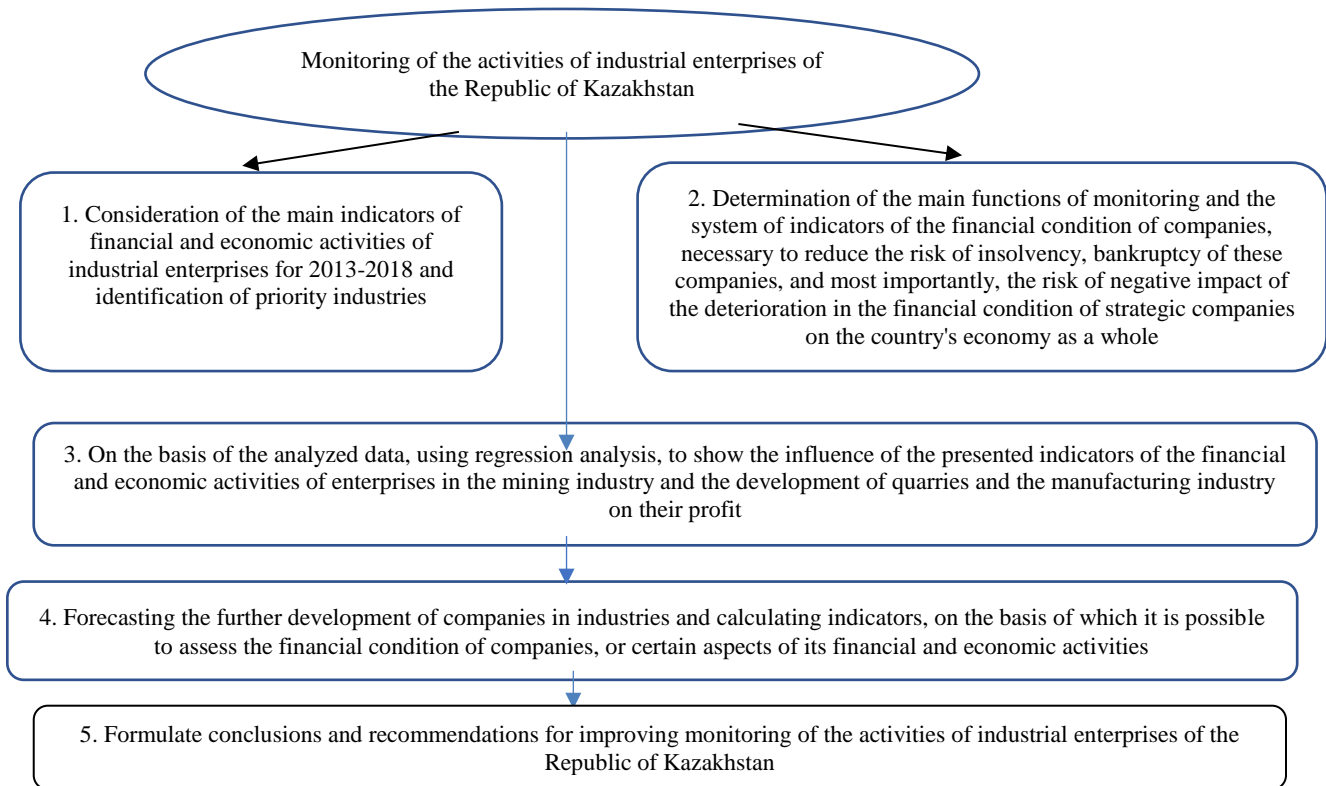 Monitoring of the activities of industrial enterprises of
the Republic of Kazakhstan
1. Consideration of the main indicators of
financial and economic activities of
industrial enterprises for 2013-2018 and
identification of priority industries
2. Determination of the main functions of monitoring and the
system of indicators of the financial condition of companies,
necessary to reduce the risk of insolvency, bankruptcy of these
companies, and most importantly, the risk of negative impact of
the deterioration in the financial condition of strategic companies
on the country's economy as a whole
3. On the basis of the analyzed data, using regression analysis, to show the influence of the presented indicators of the financial
and economic activities of enterprises in the mining industry and the development of quarries and the manufacturing industry
on their profit
4. Forecasting the further development of companies in industries and calculating indicators, on the basis of which it is possible
to assess the financial condition of companies, or certain aspects of its financial and economic activities
5. Formulate conclusions and recommendations for improving monitoring of the activities of industrial enterprises of the
Republic of Kazakhstan